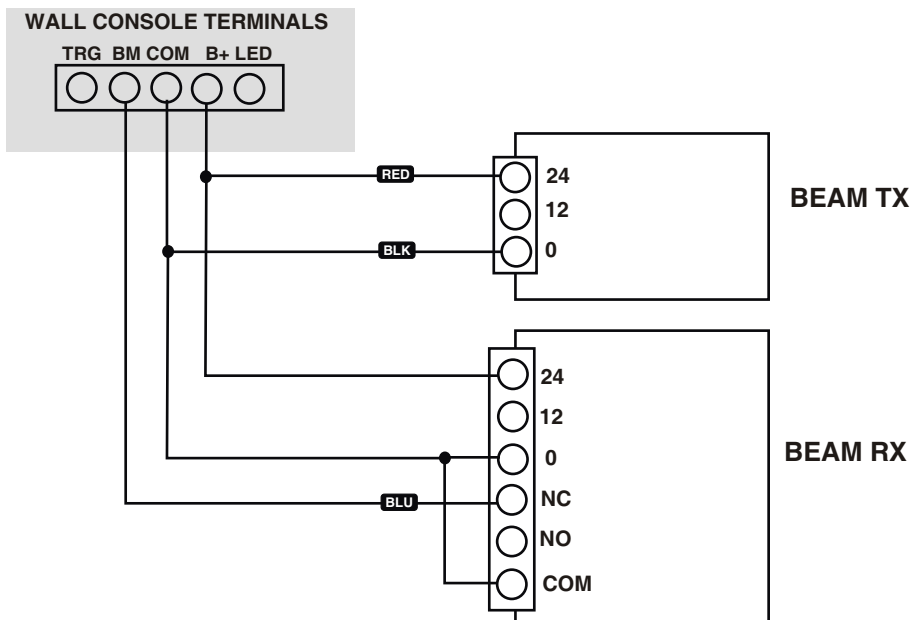 WALL CONSOLE TERMINALS
TRG BM COM B+ LED
RED
24
12
BLK
0
BEAM TX
24
12
0
BLU
NC
NO
COM
BEAM RX